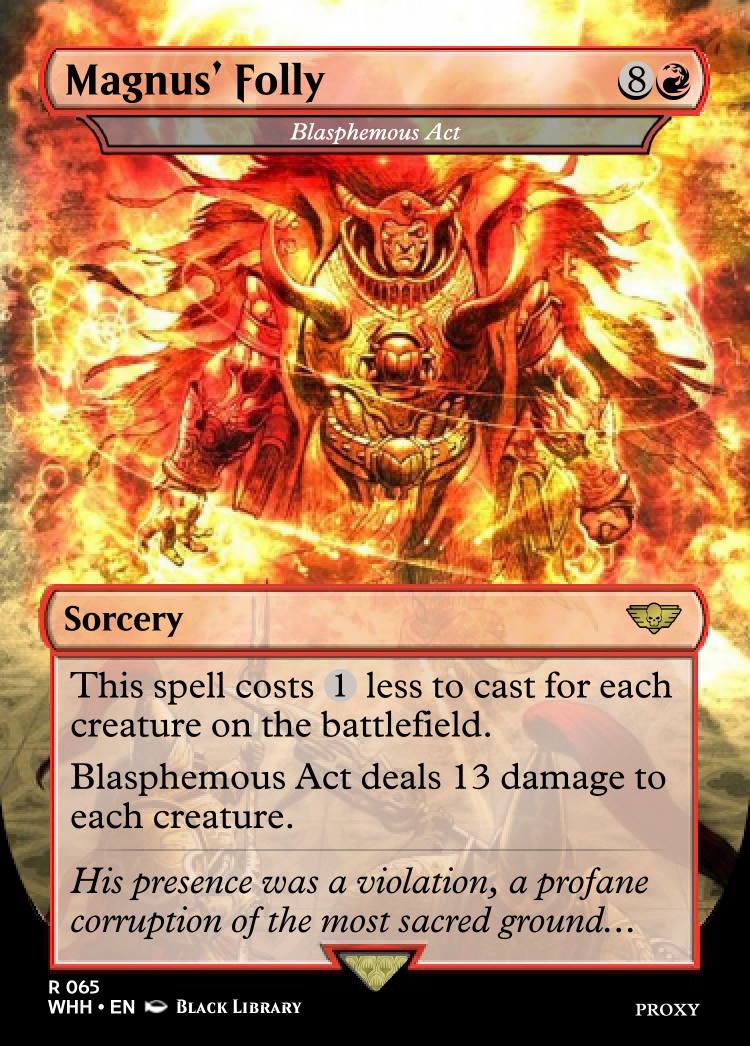 Magnus' Folly 8
Blasphemous Act
Sorcery
This spell costs 1 less to cast for each
creature on the battlefield.
Blasphemous Act deals 13 damage to
each creature.
His presence was a violation, a profane
corruption of the most sacred ground...
R 065
WHH • EN BLACK LIBRARY
PROXY